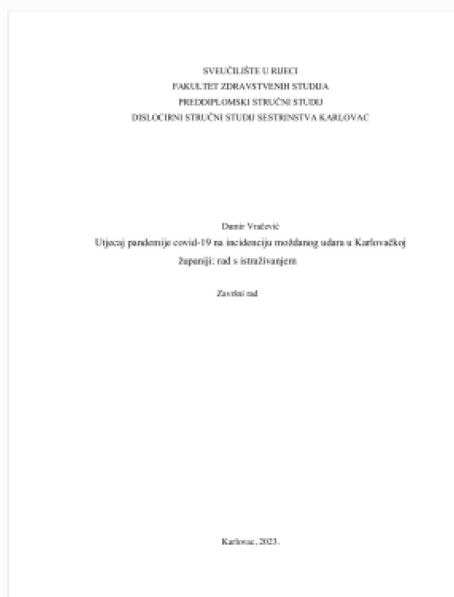 SVEUČILIŠTE U RIJECI
FAKULTET ZDRAVSTVENIH STUDIJA
PREDDIPLOMSKI STRUČNI STUDIJ
DISLOCIRNI STRUČNI STUDIJ SESTRINSTVA KARLOVAC
Damir Vračević
Utjecaj pandemije covid-19 na incidenciju moždanog udara u Karlovačkoj
županiji: rad s istraživanjem
Završni rad
Karlovac, 2023.